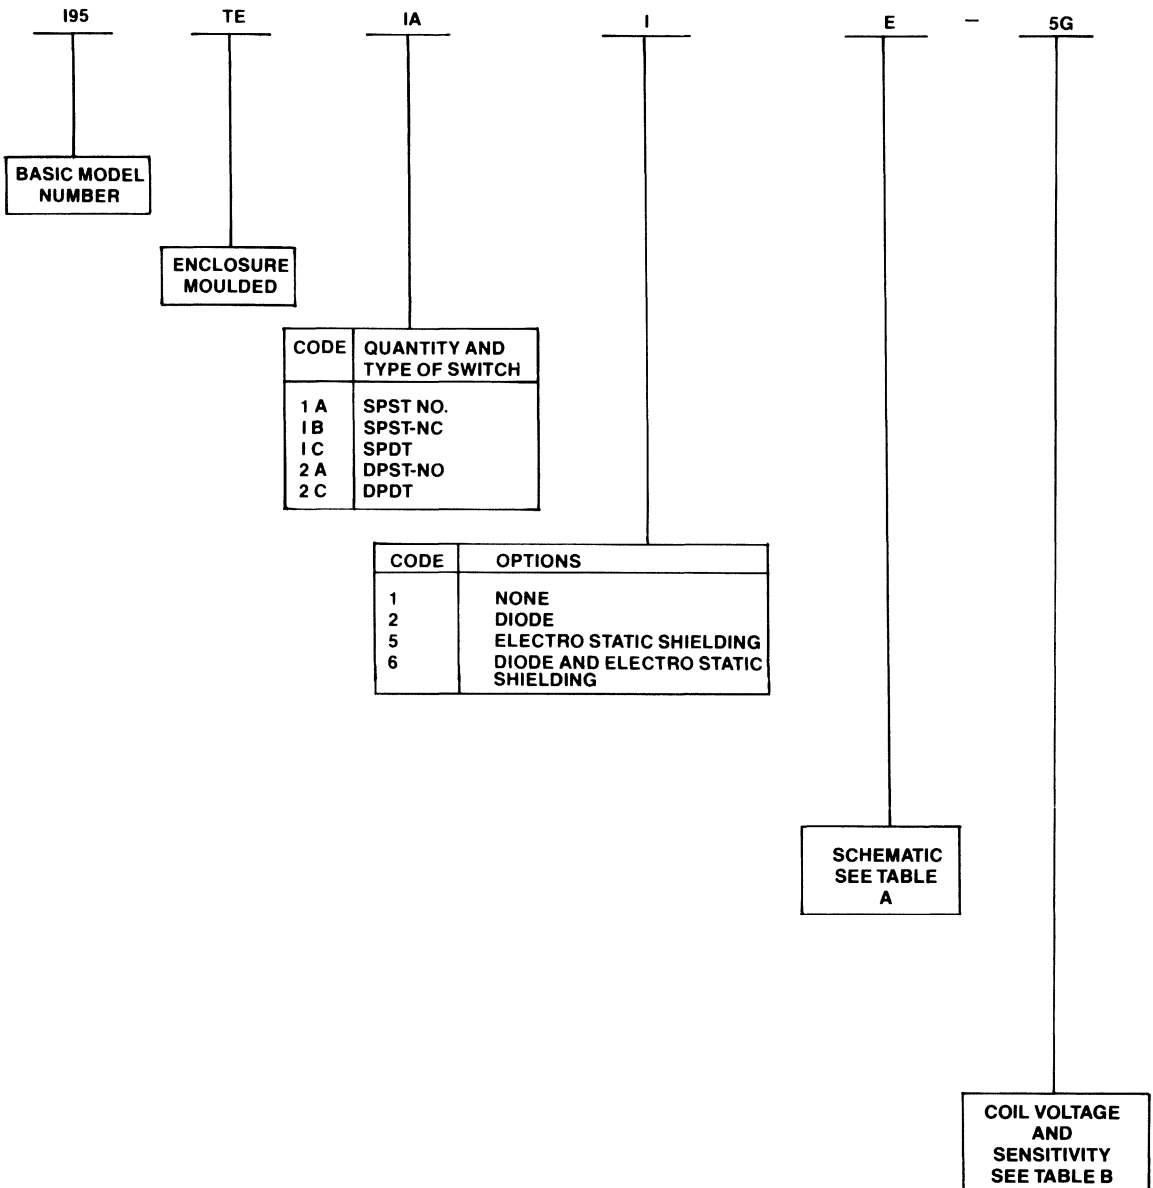 I95 TE IA I E – 5G
BASIC MODEL
NUMBER
ENCLOSURE
MOULDED
CODE QUANTITY AND
TYPE OF SWITCH
1 A SPST NO.
I B SPST-NC
I C SPDT
2 A DPST-NO
2 C DPDT
CODE OPTIONS
1 NONE
2 DIODE
5 ELECTRO STATIC SHIELDING
6 DIODE AND ELECTRO STATIC
SHIELDING
SCHEMATIC
SEE TABLE
A
COIL VOLTAGE
AND
SENSITIVITY
SEE TABLE B